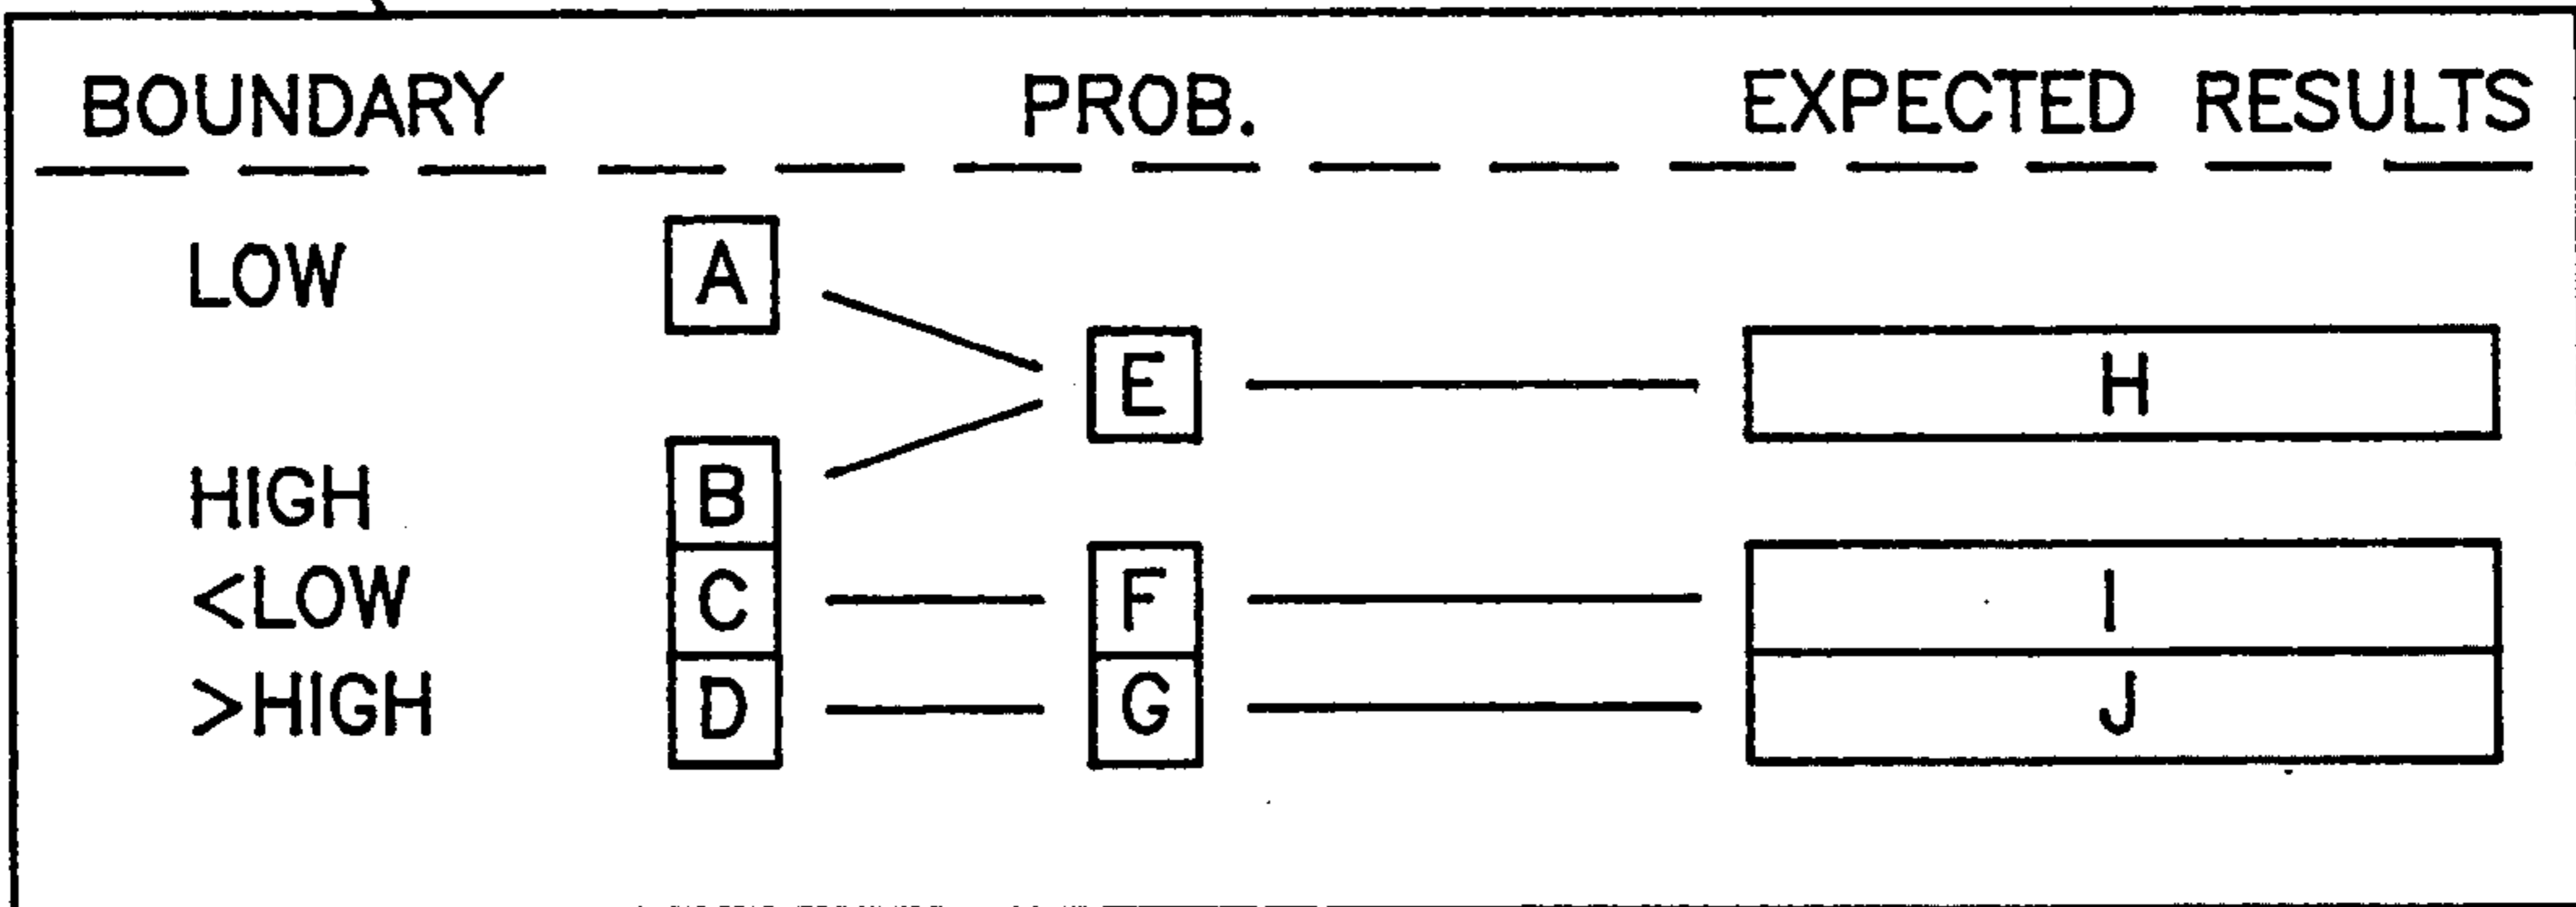 BOUNDARY PROB. EXPECTED RESULTS
LOW A
E H
HIGH B
<LOW C F I
>HIGH D G J